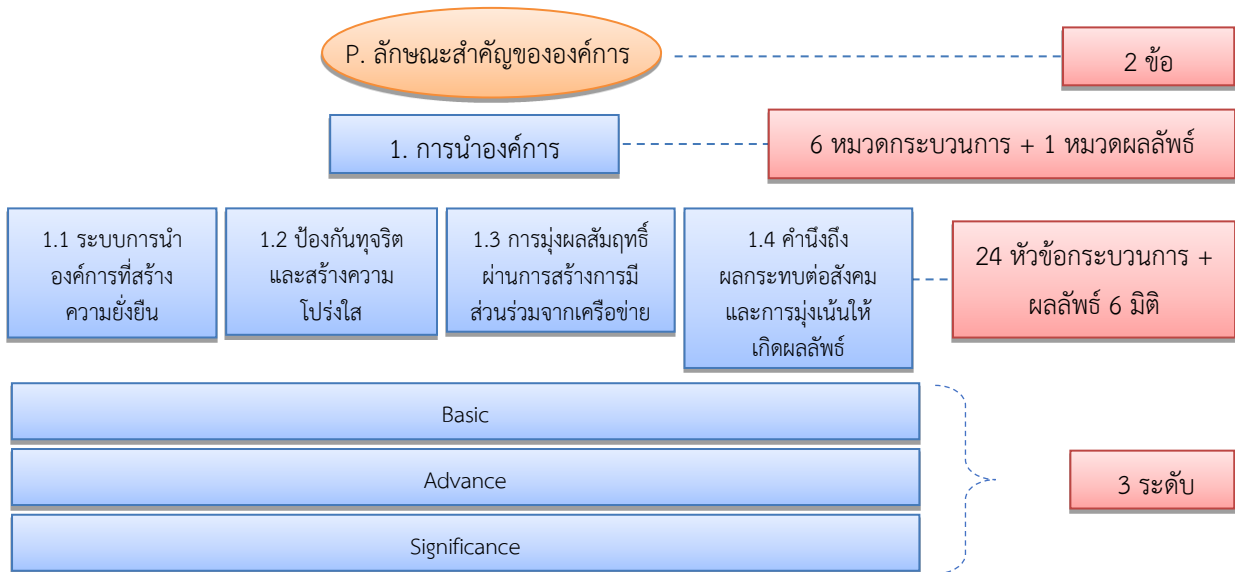 P. ลักษณะสำคัญขององค์การ
2 ข้อ
1. การนำองค์การ
6 หมวดกระบวนการ + 1 หมวดผลลัพธ์
1.1 ระบบการนำ
องค์การที่สร้าง
ความยั่งยืน
1.2 ป้องกันทุจริต
และสร้างความ
โปร่งใส
1.3 การมุ่งผลสัมฤทธิ์
ผ่านการสร้างการมี
ส่วนร่วมจากเครือข่าย
1.4 คำนึงถึง
ผลกระทบต่อสังคม
และการมุ่งเน้นให้
เกิดผลลัพธ์
24 หัวข้อกระบวนการ +
ผลลัพธ์ 6 มิติ
Basic
Advance
Significance
3 ระดับ